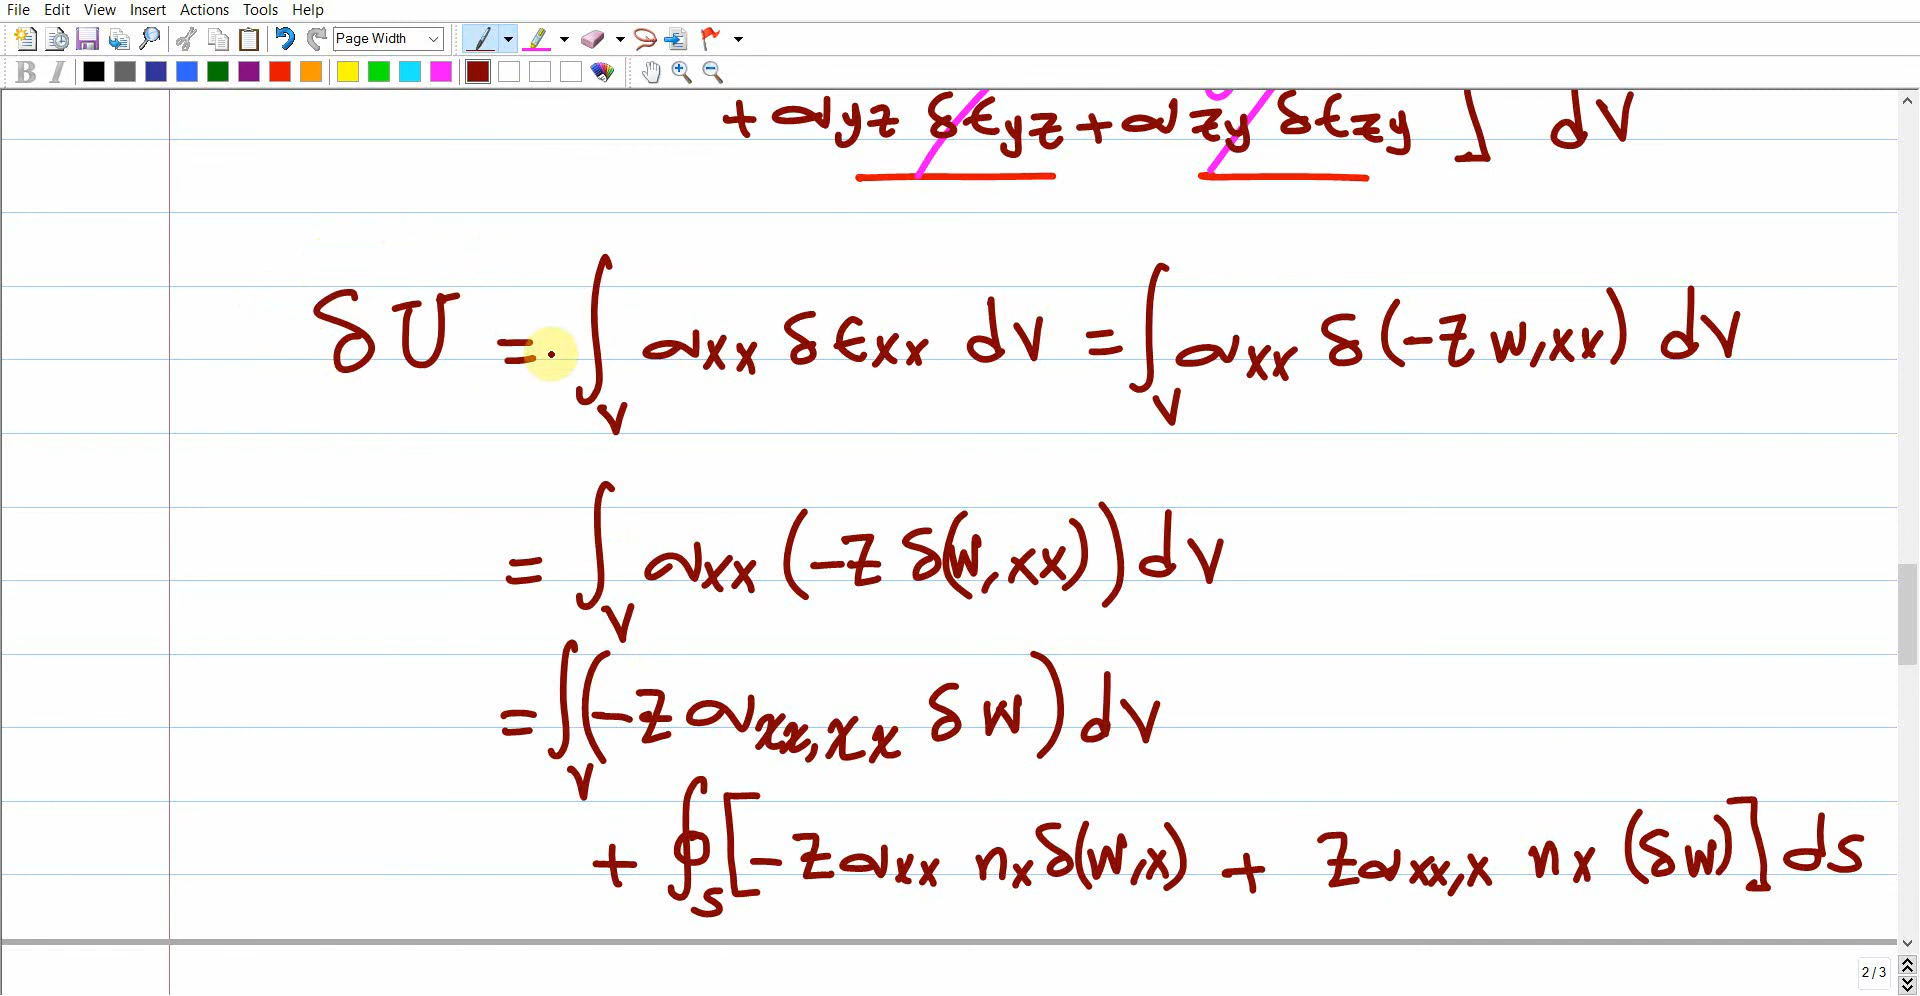 File Edit View Insert Actions Tools Help
Page Width
B I
+ σyz δϵyz + σzy δϵzy ] dV
δU = ∫V σxx δϵxx dV = ∫V σxx δ(-z w,xx) dV
= ∫V σxx (-z δ(w,xx)) dV
= ∫V (-z σxx,xx δw) dV
+ ∮S [-z σxx nx δ(w,x) + z σxx,x nx (δw)] ds
2 / 3